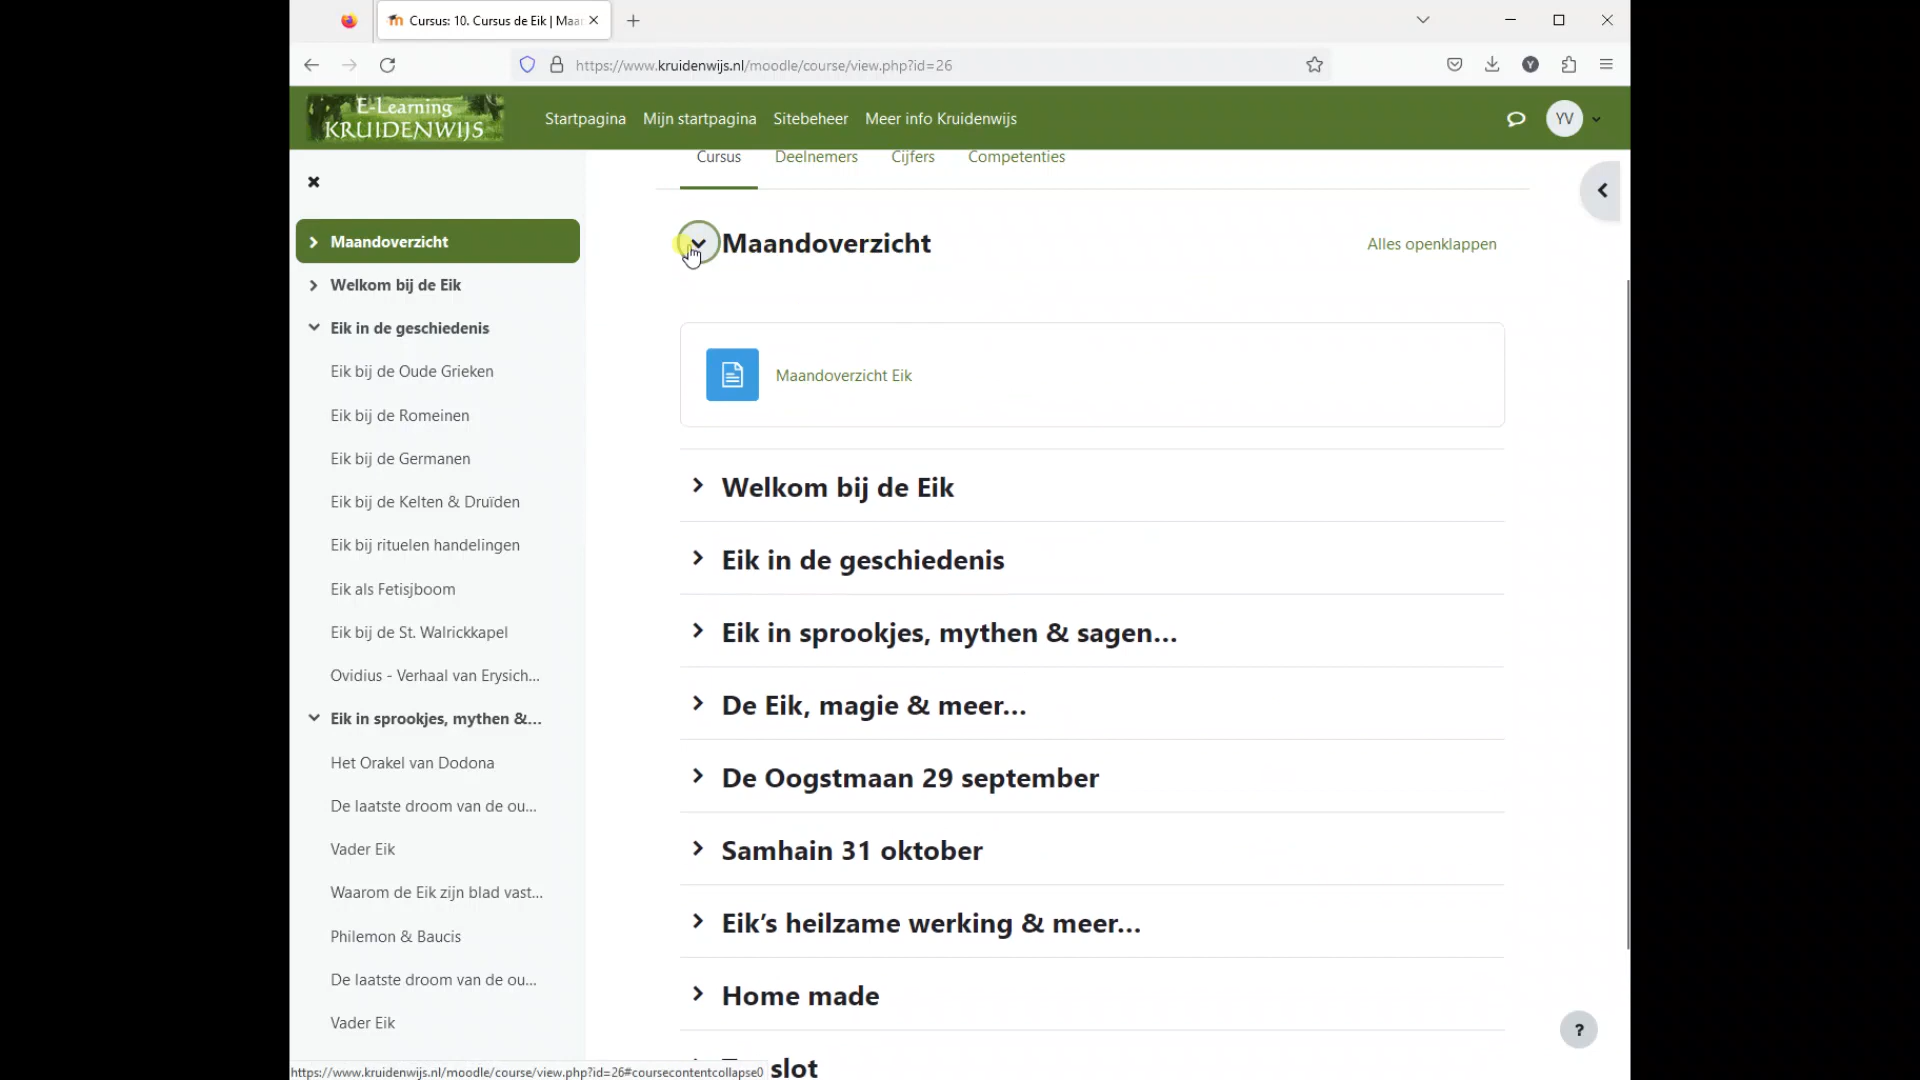 Cursus: 10. Cursus de Eik | Maa
https://www.kruidenwijs.nl/moodle/course/view.php?id=26
E-Learning
KRUIDENWIJS
Startpagina
Mijn startpagina
Sitebeheer
Meer info Kruidenwijs
YV
Cursus
Deelnemers
Cijfers
Competenties
Maandoverzicht
Welkom bij de Eik
Eik in de geschiedenis
Eik bij de Oude Grieken
Eik bij de Romeinen
Eik bij de Germanen
Eik bij de Kelten & Druïden
Eik bij rituelen handelingen
Eik als Fetisjboom
Eik bij de St. Walrickkapel
Ovidius - Verhaal van Erysich...
Eik in sprookjes, mythen &...
Het Orakel van Dodona
De laatste droom van de ou...
Vader Eik
Waarom de Eik zijn blad vast...
Philemon & Baucis
De laatste droom van de ou...
Vader Eik
Maandoverzicht
Alles openklappen
Maandoverzicht Eik
Welkom bij de Eik
Eik in de geschiedenis
Eik in sprookjes, mythen & sagen...
De Eik, magie & meer...
De Oogstmaan 29 september
Samhain 31 oktober
Eik’s heilzame werking & meer...
Home made
slot
?
https://www.kruidenwijs.nl/moodle/course/view.php?id=26#coursecontentcollapse0